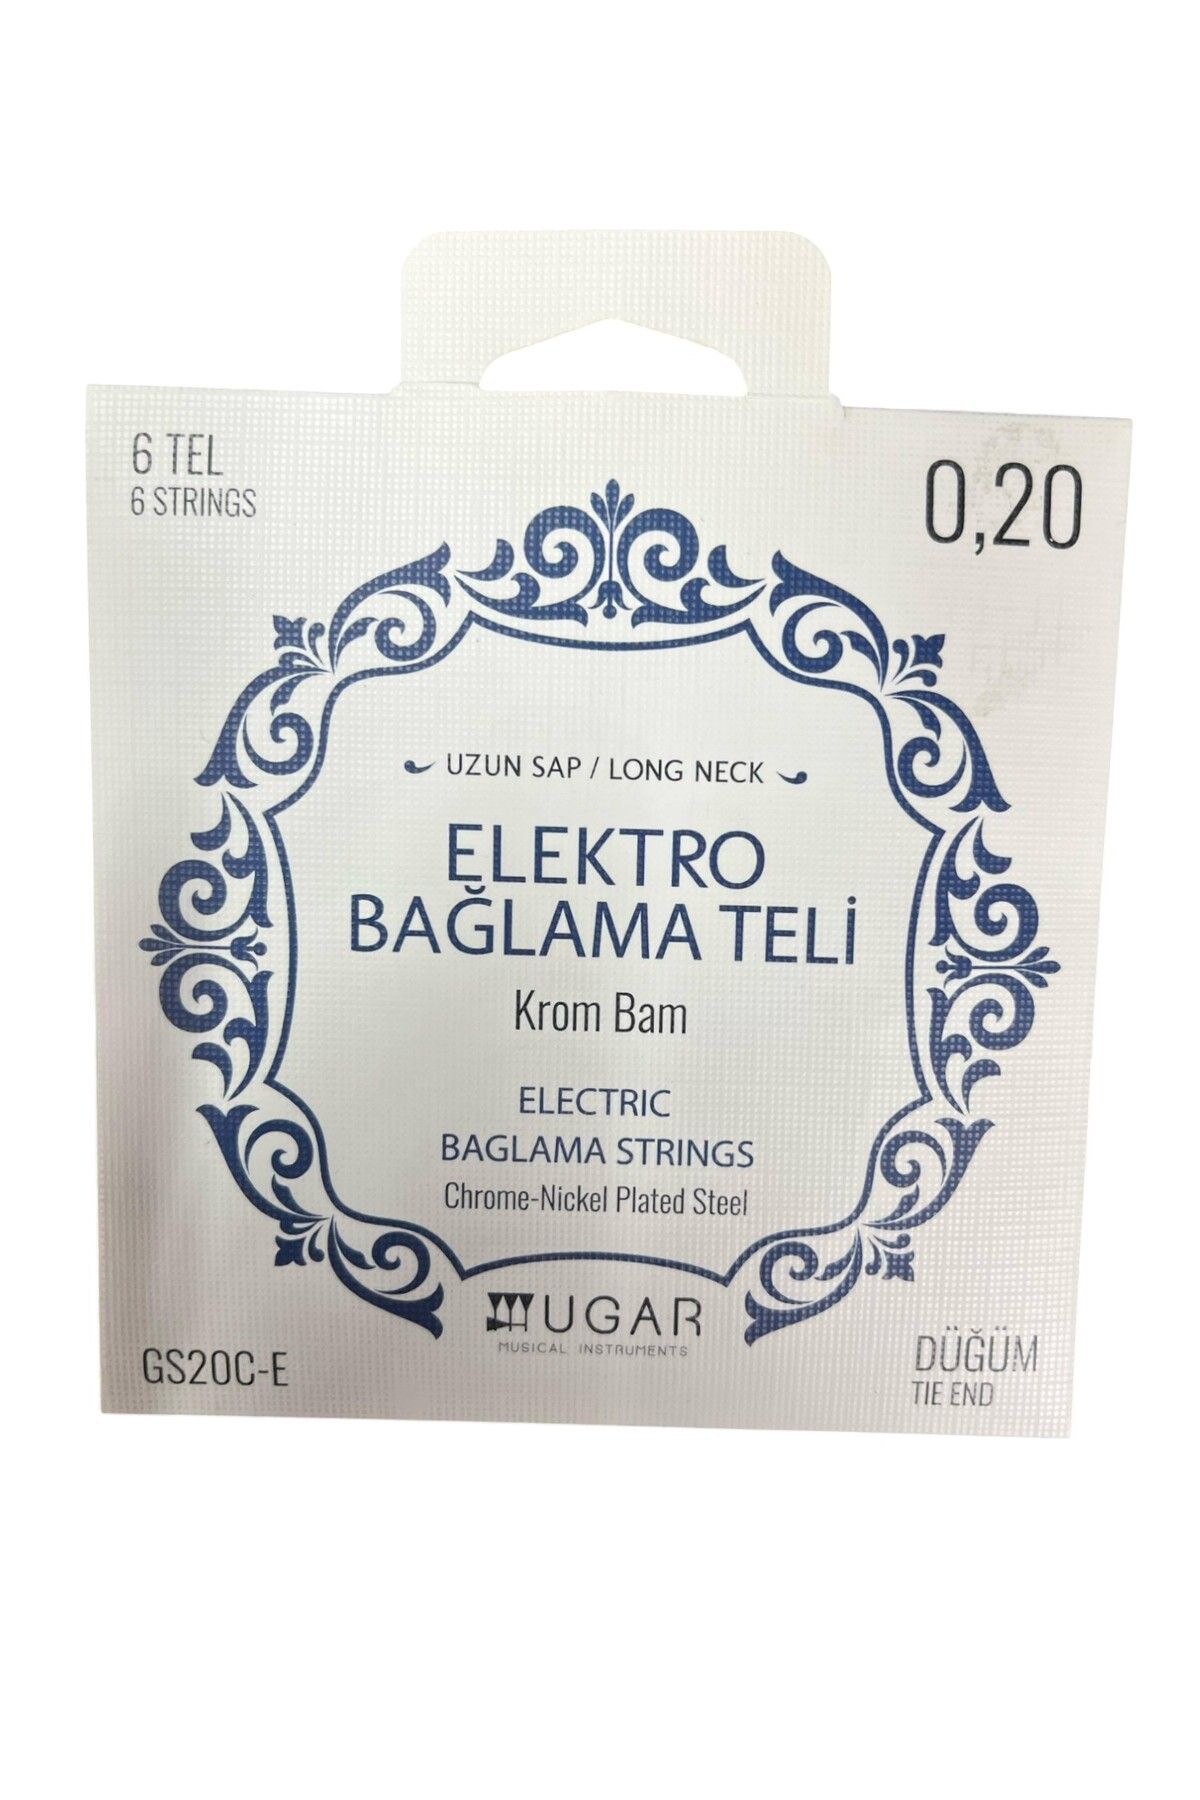 6 TEL
6 STRINGS
0,20
UZUN SAP / LONG NECK
ELEKTRO
BAĞLAMA TELİ
Krom Bam
ELECTRIC
BAGLAMA STRINGS
Chrome-Nickel Plated Steel
UGAR
MUSICAL INSTRUMENTS
GS20C-E
DÜĞÜM
TIE END